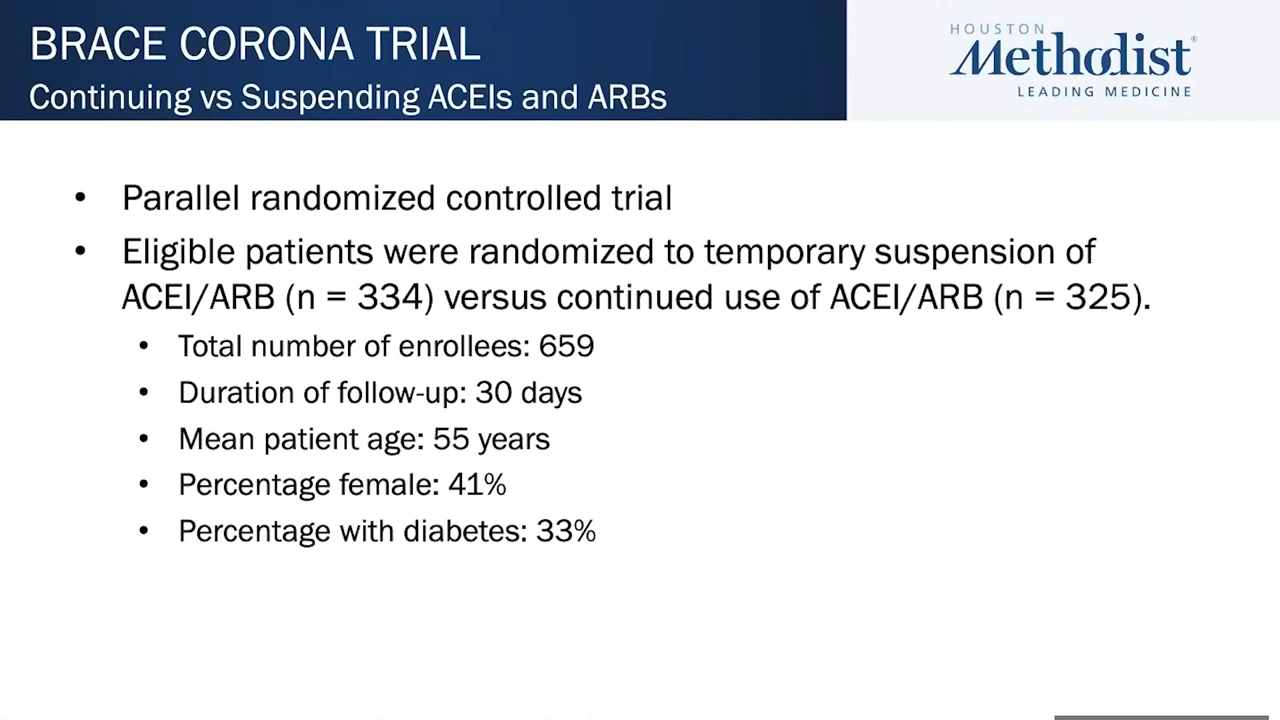 BRACE CORONA TRIAL
Continuing vs Suspending ACEIs and ARBs
HOUSTON
Methodist®
LEADING MEDICINE
• Parallel randomized controlled trial
• Eligible patients were randomized to temporary suspension of
ACEI/ARB (n = 334) versus continued use of ACEI/ARB (n = 325).
• Total number of enrollees: 659
• Duration of follow-up: 30 days
• Mean patient age: 55 years
• Percentage female: 41%
• Percentage with diabetes: 33%